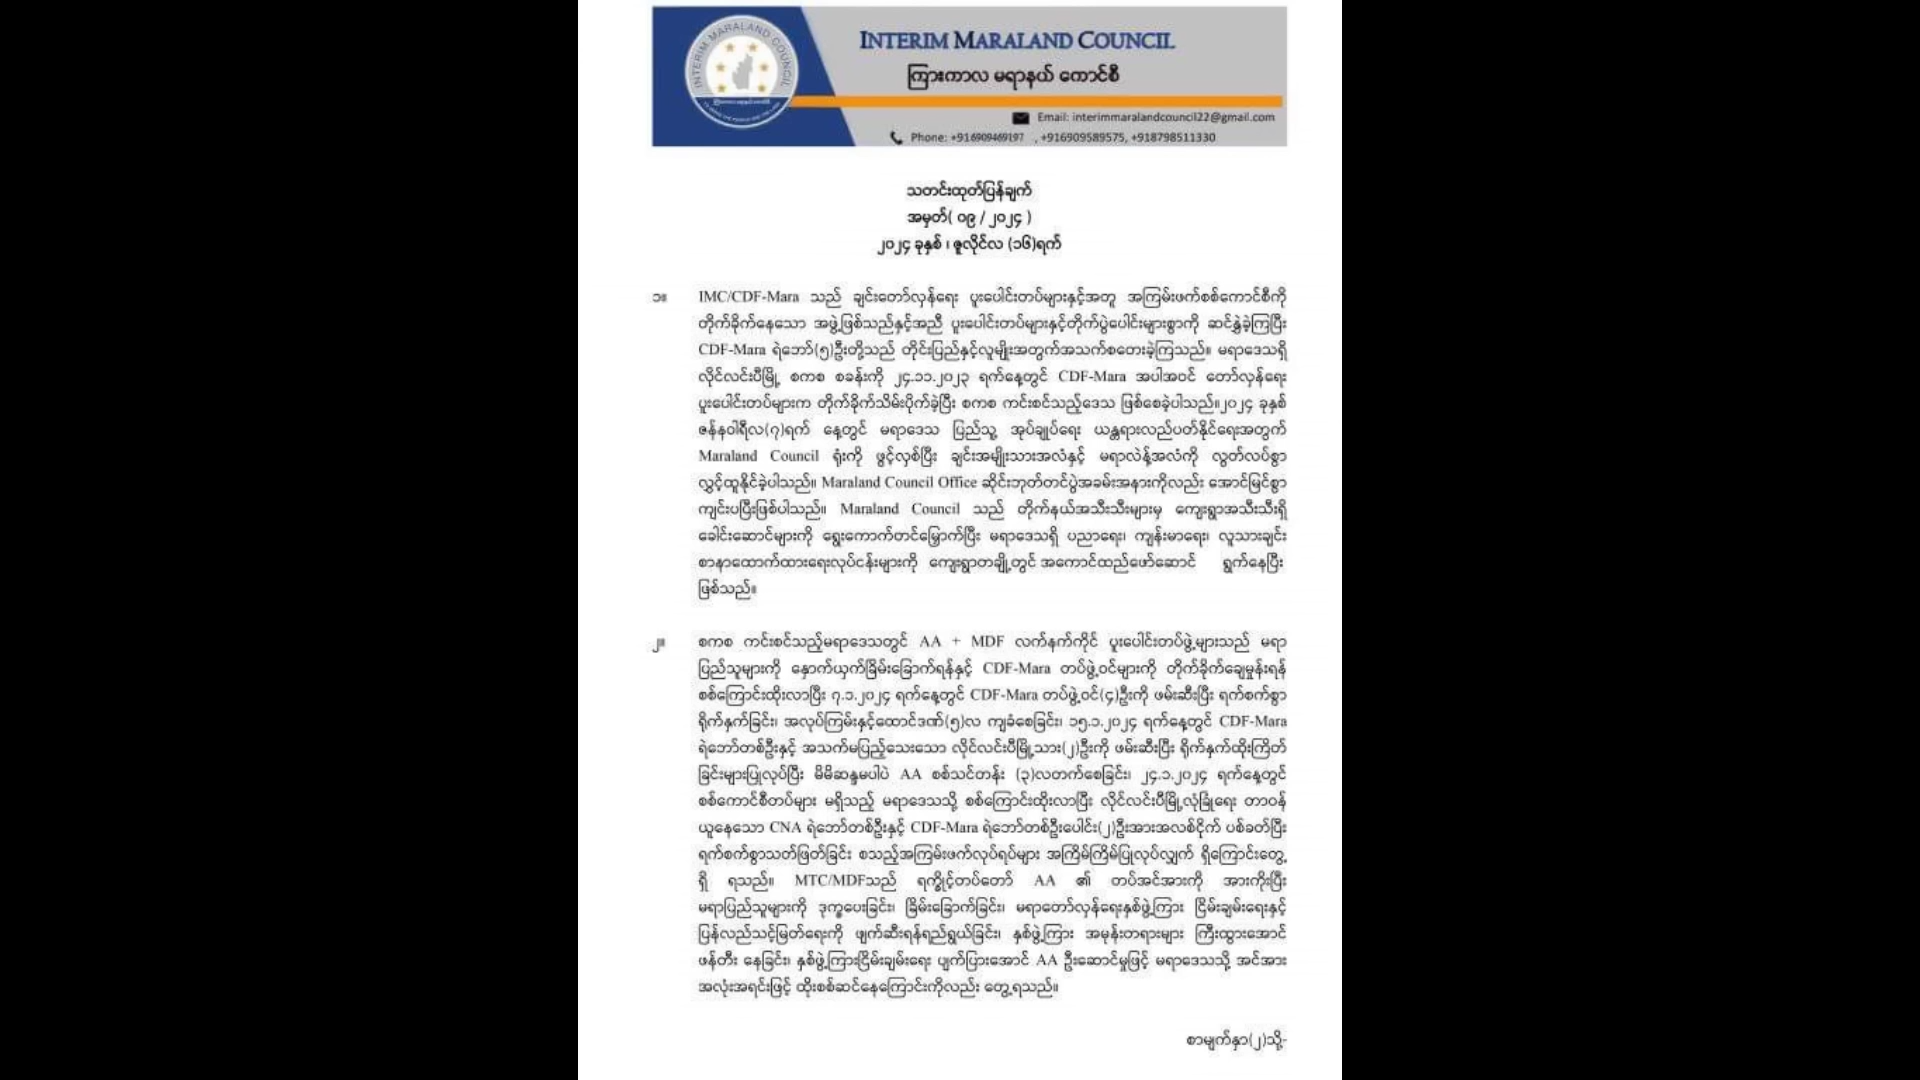 INTERIM MARALAND COUNCIL
INTERIM MARALAND COUNCIL
ကြားကာလ မရာနယ် ကောင်စီ
Email: interimmaralandcouncil22@gmail.com
Phone: +916909469197 , +916909589575, +918798511330
သတင်းထုတ်ပြန်ချက်
အမှတ်( ၀၉ / ၂၀၂၄ )
၂၀၂၄ ခုနှစ် ၊ ဇူလိုင်လ (၁၆)ရက်
၁။ IMC/CDF-Mara သည် ချင်းတော်လှန်ရေး ပူးပေါင်းတပ်များနှင့်အတူ အကြမ်းဖက်စစ်ကောင်စီကို
တိုက်ခိုက်နေသော အဖွဲ့ဖြစ်သည်နှင့်အညီ ပူးပေါင်းတပ်များနှင့်တိုက်ပွဲပေါင်းများစွာကို ဆင်နွှဲခဲ့ကြပြီး
CDF-Mara ရဲဘော်(၅)ဦးတို့သည် တိုင်းပြည်နှင့်လူမျိုးအတွက်အသက်စတေးခဲ့ကြသည်။ မရာဒေသရှိ
လိုင်လင်းပီမြို့ စကစ စခန်းကို ၂၄.၁၁.၂၀၂၃ ရက်နေ့တွင် CDF-Mara အပါအဝင် တော်လှန်ရေး
ပူးပေါင်းတပ်များက တိုက်ခိုက်သိမ်းပိုက်ခဲ့ပြီး စကစ ကင်းစင်သည့်ဒေသ ဖြစ်စေခဲ့ပါသည်။၂၀၂၄ ခုနှစ်
ဇန်နဝါရီလ(၇)ရက် နေ့တွင် မရာဒေသ ပြည်သူ့ အုပ်ချုပ်ရေး ယန္တရားလည်ပတ်နိုင်ရေးအတွက်
Maraland Council ရုံးကို ဖွင့်လှစ်ပြီး ချင်းအမျိုးသားအလံနှင့် မရာလဲန့်အလံကို လွတ်လပ်စွာ
လွှင့်ထူနိုင်ခဲ့ပါသည်။ Maraland Council Office ဆိုင်းဘုတ်တင်ပွဲအခမ်းအနားကိုလည်း အောင်မြင်စွာ
ကျင်းပပြီးဖြစ်ပါသည်။ Maraland Council သည် တိုက်နယ်အသီးသီးများမှ ကျေးရွာအသီးသီးရှိ
ခေါင်းဆောင်များကို ရွေးကောက်တင်မြှောက်ပြီး မရာဒေသရှိ ပညာရေး၊ ကျန်းမာရေး၊ လူသားချင်း
စာနာထောက်ထားရေးလုပ်ငန်းများကို ကျေးရွာတချို့တွင် အကောင်ထည်ဖော်ဆောင် ရွက်နေပြီး
ဖြစ်သည်။
၂။ စကစ ကင်းစင်သည့်မရာဒေသတွင် AA + MDF လက်နက်ကိုင် ပူးပေါင်းတပ်ဖွဲ့များသည် မရာ
ပြည်သူများကို နှောက်ယှက်ခြိမ်းခြောက်ရန်နှင့် CDF-Mara တပ်ဖွဲ့ဝင်များကို တိုက်ခိုက်ချေမှုန်းရန်
စစ်ကြောင်းထိုးလာပြီး ၇.၁.၂၀၂၄ ရက်နေ့တွင် CDF-Mara တပ်ဖွဲ့ဝင်(၄)ဦးကို ဖမ်းဆီးပြီး ရက်စက်စွာ
ရိုက်နှက်ခြင်း၊ အလုပ်ကြမ်းနှင့်ထောင်ဒဏ်(၅)လ ကျခံစေခြင်း၊ ၁၅.၁.၂၀၂၄ ရက်နေ့တွင် CDF-Mara
ရဲဘော်တစ်ဦးနှင့် အသက်မပြည့်သေးသော လိုင်လင်းပီမြို့သား(၂)ဦးကို ဖမ်းဆီးပြီး ရိုက်နှက်ထိုးကြိတ်
ခြင်းများပြုလုပ်ပြီး မိမိဆန္ဒမပါပဲ AA စစ်သင်တန်း (၃)လတက်စေခြင်း၊ ၂၄.၁.၂၀၂၄ ရက်နေ့တွင်
စစ်ကောင်စီတပ်များ မရှိသည့် မရာဒေသသို့ စစ်ကြောင်းထိုးလာပြီး လိုင်လင်းပီမြို့လုံခြုံရေး တာဝန်
ယူနေသော CNA ရဲဘော်တစ်ဦးနှင့် CDF-Mara ရဲဘော်တစ်ဦးပေါင်း(၂)ဦးအားအလစ်ငိုက် ပစ်ခတ်ပြီး
ရက်စက်စွာသတ်ဖြတ်ခြင်း စသည့်အကြမ်းဖက်လုပ်ရပ်များ အကြိမ်ကြိမ်ပြုလုပ်လျှက် ရှိကြောင်းတွေ့
ရှိ ရသည်။ MTC/MDFသည် ရက္ခိုင့်တပ်တော် AA ၏ တပ်အင်အားကို အားကိုးပြီး
မရာပြည်သူများကို ဒုက္ခပေးခြင်း၊ ခြိမ်းခြောက်ခြင်း၊ မရာတော်လှန်ရေးနှစ်ဖွဲ့ကြား ငြိမ်းချမ်းရေးနှင့်
ပြန်လည်သင့်မြတ်ရေးကို ဖျက်ဆီးရန်ရည်ရွယ်ခြင်း၊ နှစ်ဖွဲ့ကြား အမုန်းတရားများ ကြီးထွားအောင်
ဖန်တီး နေခြင်း၊ နှစ်ဖွဲ့ကြားငြိမ်းချမ်းရေး ပျက်ပြားအောင် AA ဦးဆောင်မှုဖြင့် မရာဒေသသို့ အင်အား
အလုံးအရင်းဖြင့် ထိုးစစ်ဆင်နေကြောင်းကိုလည်း တွေ့ရသည်။
စာမျက်နှာ(၂)သို့-